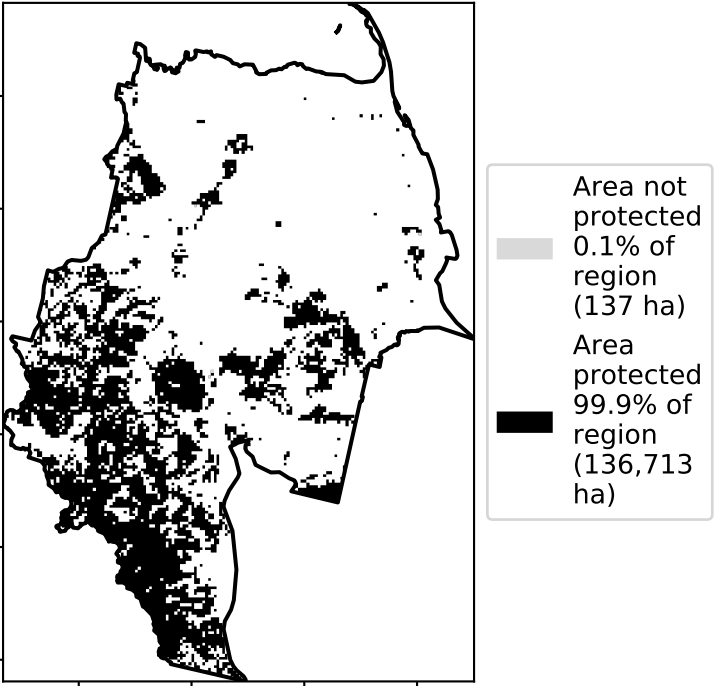 Area not
protected
0.1% of
region
(137 ha)
Area
protected
99.9% of
region
(136,713
ha)